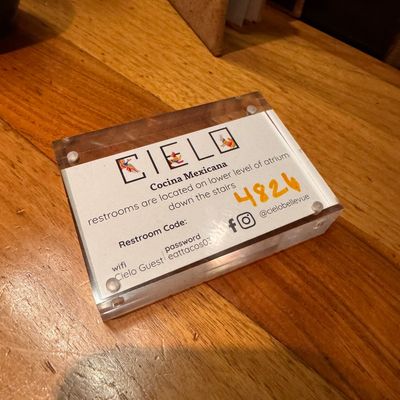 CIELO
Cocina Mexicana
restrooms are located on lower level of atrium
down the stairs
Restroom Code: 4826
@cielobellevue
wifi password
Cielo Guest